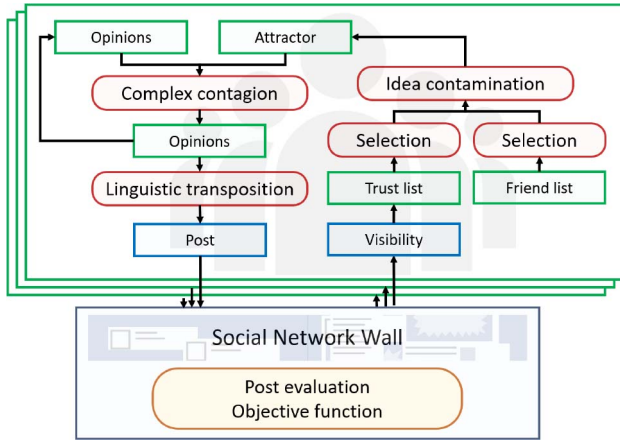 Opinions
Attractor
Complex contagion
Idea contamination
Opinions
Selection
Selection
Linguistic transposition
Trust list
Friend list
Post
Visibility
Social Network Wall
Post evaluation
Objective function